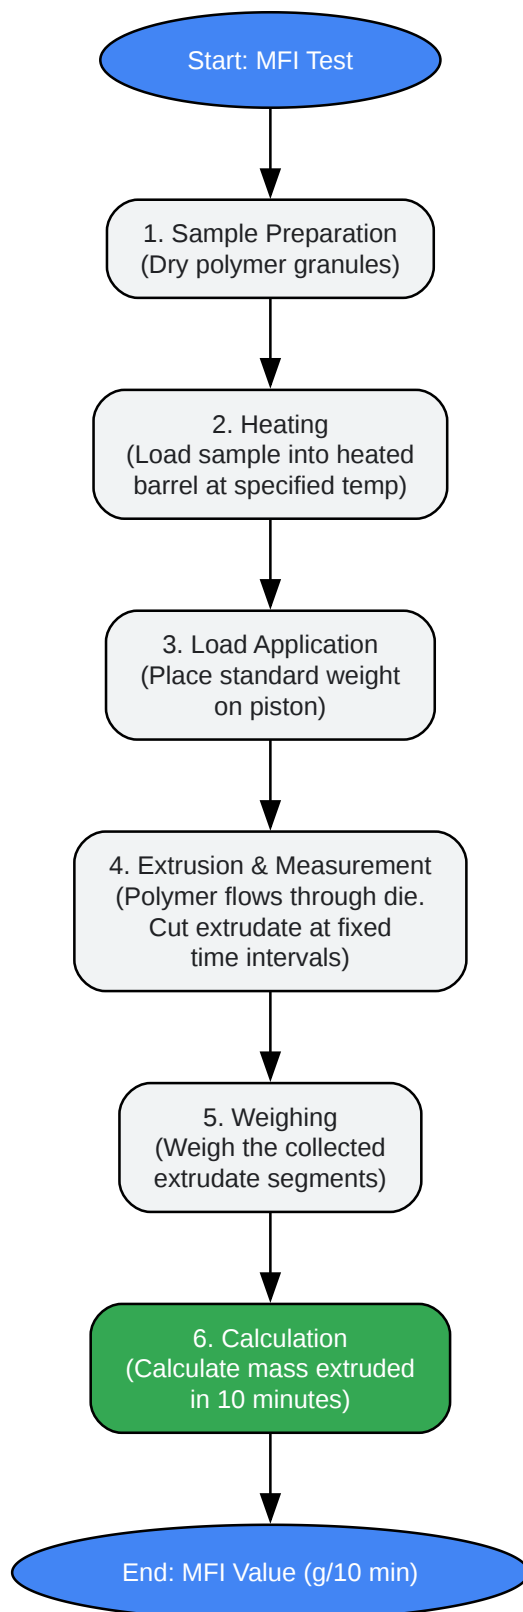 Start: MFI Test
1. Sample Preparation
(Dry polymer granules)
2. Heating
(Load sample into heated
barrel at specified temp)
3. Load Application
(Place standard weight
on piston)
4. Extrusion & Measurement
(Polymer flows through die.
Cut extrudate at fixed
time intervals)
5. Weighing
(Weigh the collected
extrudate segments)
6. Calculation
(Calculate mass extruded
in 10 minutes)
End: MFI Value (g/10 min)